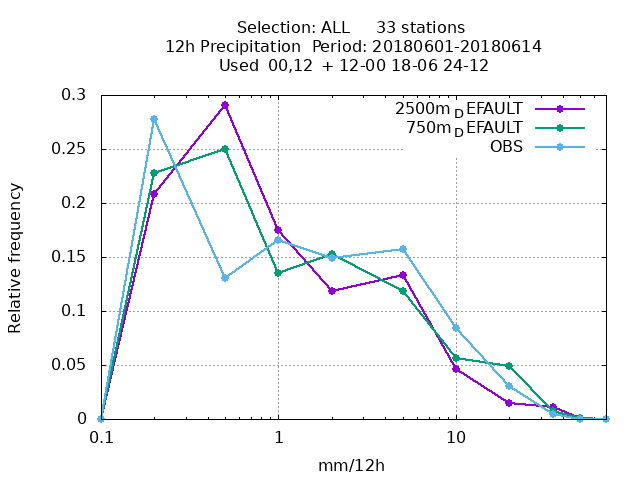 Selection: ALL 33 stations
12h Precipitation Period: 20180601-20180614
Used 00,12 + 12-00 18-06 24-12
2500m_DEFAULT
750m_DEFAULT
OBS
Relative frequency
0.3
0.25
0.2
0.15
0.1
0.05
0
0.1 1 10
mm/12h